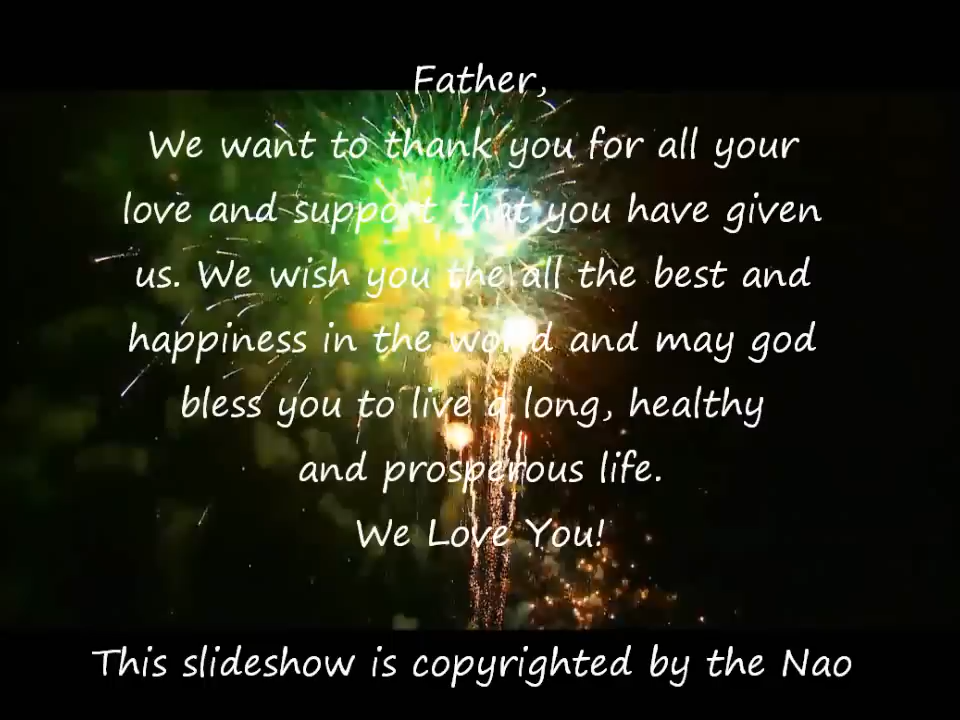 Father,
We want to thank you for all your
love and support that you have given
us. We wish you the all the best and
happiness in the world and may god
bless you to live a long, healthy
and prosperous life.
We Love You!
This slideshow is copyrighted by the Nao